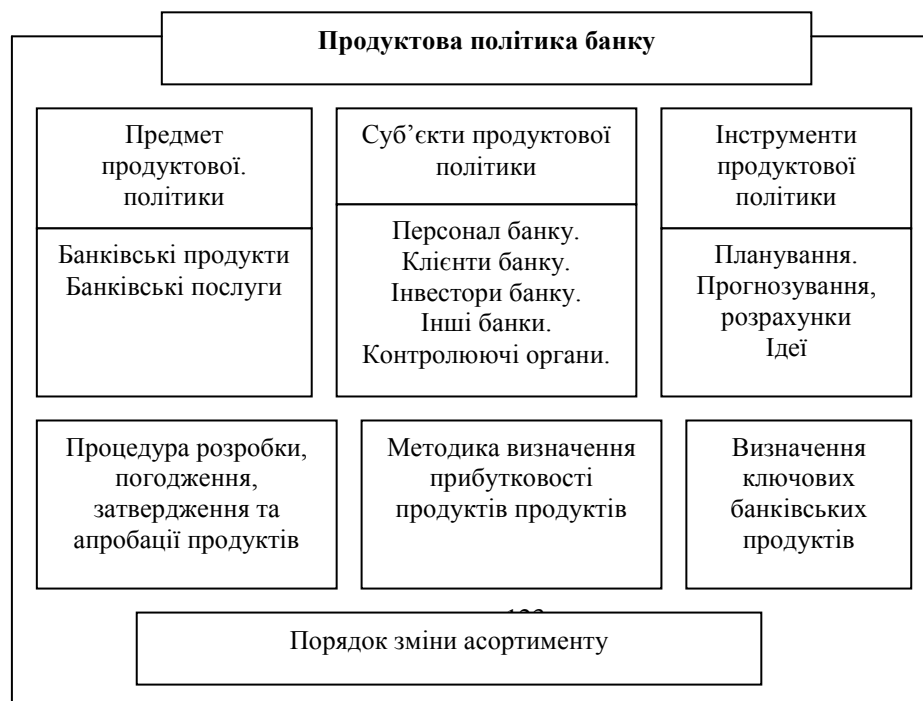 Продуктова політика банку
Предмет
продуктової.
політики
Суб’єкти продуктової
політики
Інструменти
продуктової
політики
Банківські продукти
Банківські послуги
Персонал банку.
Клієнти банку.
Інвестори банку.
Інші банки.
Контролюючі органи.
Планування.
Прогнозування,
розрахунки
Ідеї
Процедура розробки,
погодження,
затвердження та
апробації продуктів
Методика визначення
прибутковості
продуктів продуктів
Визначення
ключових
банківських
продуктів
Порядок зміни асортименту